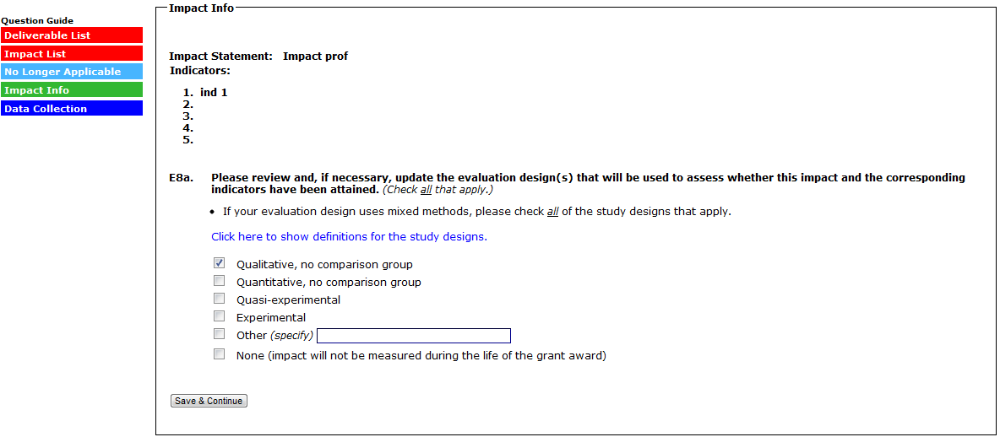 Question Guide
Deliverable List
Impact List
No Longer Applicable
Impact Info
Data Collection
Impact Info
Impact Statement: Impact prof
Indicators:
1. ind 1
2.
3.
4.
5.
E8a. Please review and, if necessary, update the evaluation design(s) that will be used to assess whether this impact and the corresponding
indicators have been attained. (Check all that apply.)
• If your evaluation design uses mixed methods, please check all of the study designs that apply.
Click here to show definitions for the study designs.
Qualitative, no comparison group
Quantitative, no comparison group
Quasi-experimental
Experimental
Other (specify)
None (impact will not be measured during the life of the grant award)
Save & Continue